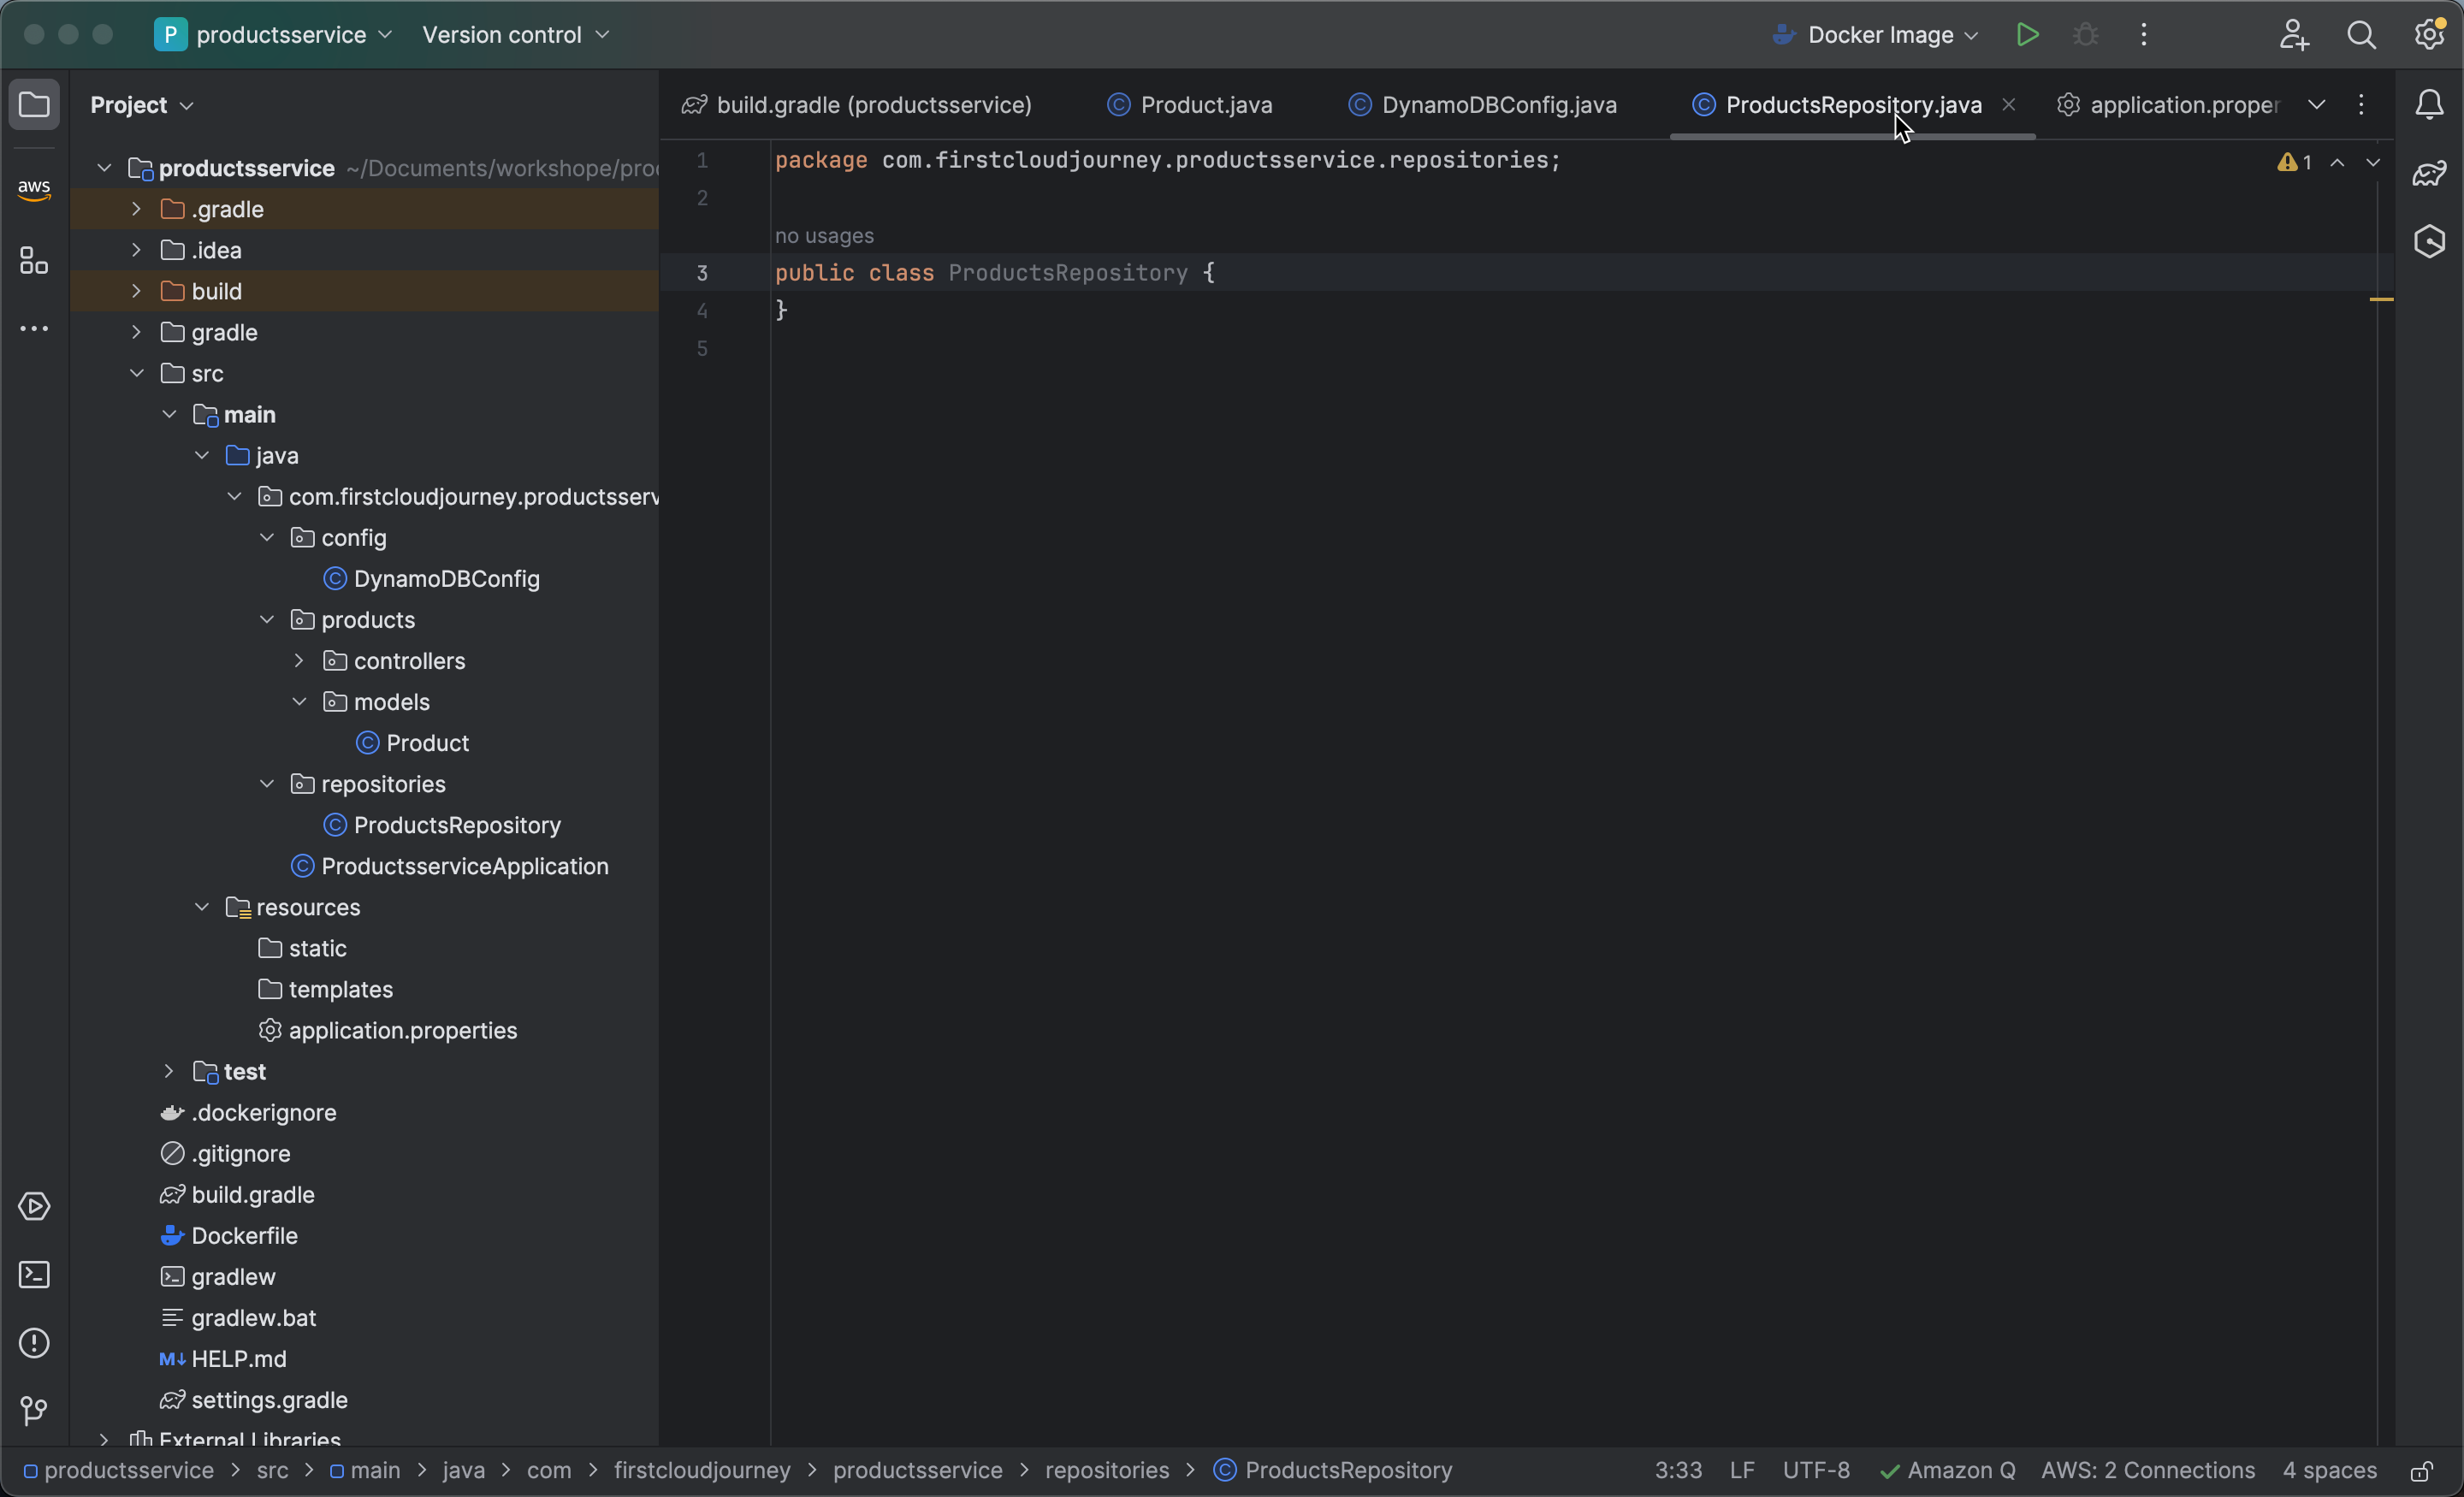 P productsservice Version control Docker Image
Project
build.gradle (productsservice) Product.java DynamoDBConfig.java ProductsRepository.java application.proper
aws
productsservice ~/Documents/workshope/proc
.gradle
.idea
build
gradle
src
main
java
com.firstcloudjourney.productsserv
config
DynamoDBConfig
products
controllers
models
Product
repositories
ProductsRepository
ProductsserviceApplication
resources
static
templates
application.properties
test
.dockerignore
.gitignore
build.gradle
Dockerfile
gradlew
gradlew.bat
M↓ HELP.md
settings.gradle
External Libraries
1 package com.firstcloudjourney.productsservice.repositories;
2
no usages
3 public class ProductsRepository {
4 }
5
1
productsservice > src > main > java > com > firstcloudjourney > productsservice > repositories > ProductsRepository 3:33 LF UTF-8 Amazon Q AWS: 2 Connections 4 spaces